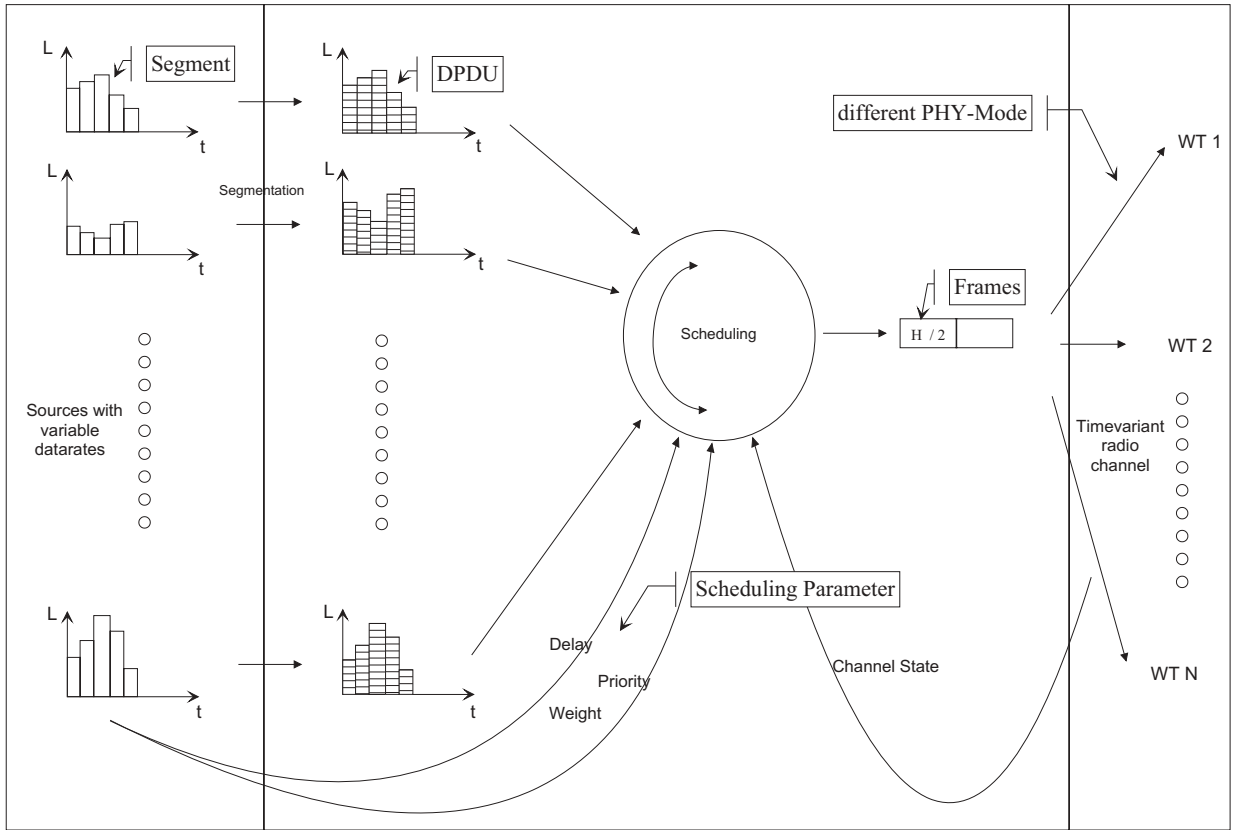 L
Segment
t
L
DPDU
t
different PHY-Mode
WT 1
L
t
Segmentation
L
t
Scheduling
Frames
H / 2
WT 2
Sources with
variable
datarates
Timevariant
radio
channel
L
t
L
t
Scheduling Parameter
Delay
Priority
Weight
Channel State
WT N